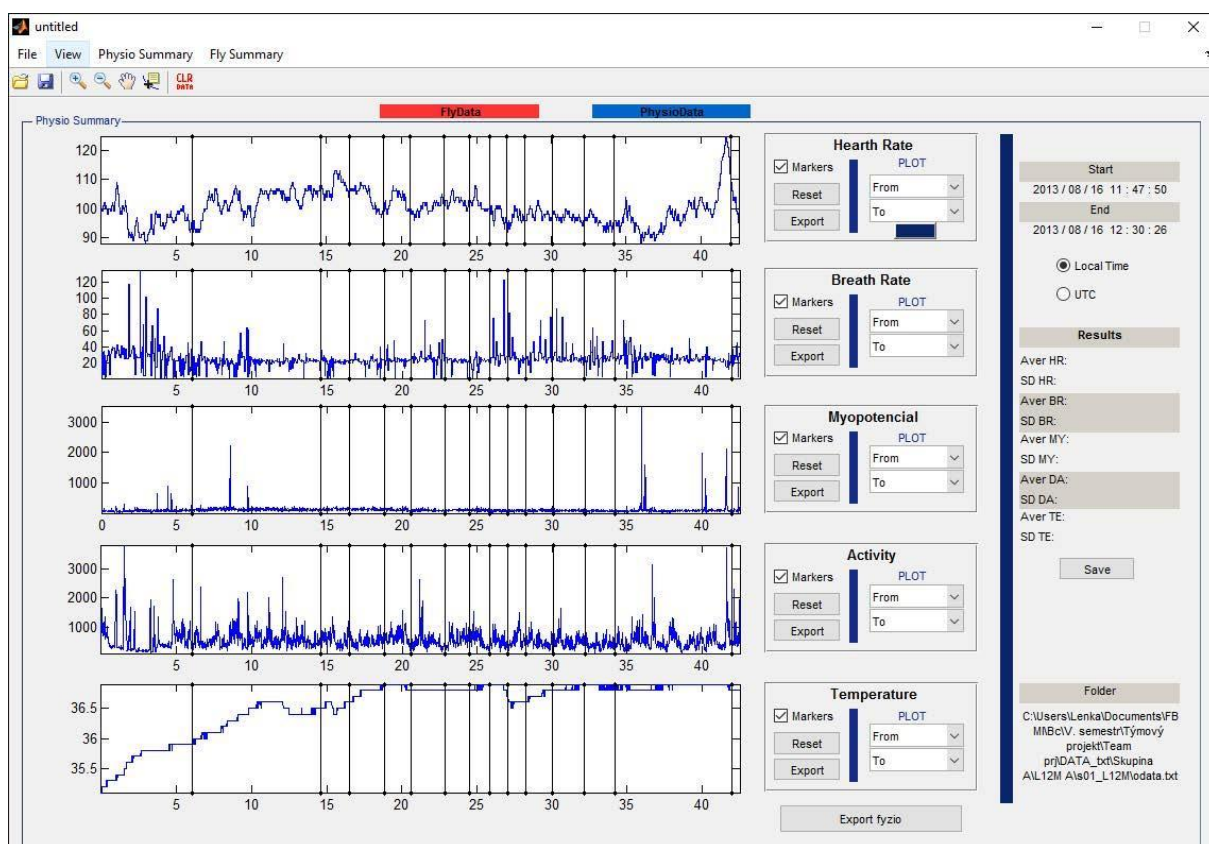 untitled
File View Physio Summary Fly Summary
CLR
DATA
FlyData PhysioData
Physio Summary
120
110
100
90
5 10 15 20 25 30 35 40
Hearth Rate
Markers PLOT
Reset From
Export To
120
100
80
60
40
20
5 10 15 20 25 30 35 40
Breath Rate
Markers PLOT
Reset From
Export To
3000
2000
1000
0 5 10 15 20 25 30 35 40
Myopotencial
Markers PLOT
Reset From
Export To
3000
2000
1000
5 10 15 20 25 30 35 40
Activity
Markers PLOT
Reset From
Export To
36.5
36
35.5
5 10 15 20 25 30 35 40
Temperature
Markers PLOT
Reset From
Export To
Export fyzio
Start
2013 / 08 / 16 11 : 47 : 50
End
2013 / 08 / 16 12 : 30 : 26
Local Time
UTC
Results
Aver HR:
SD HR:
Aver BR:
SD BR:
Aver MY:
SD MY:
Aver DA:
SD DA:
Aver TE:
SD TE:
Save
Folder
C:\Users\Lenka\Documents\FB
MI\Bc\V. semestr\Týmový
projekt\Team
prj\DATA_txt\Skupina
A\L12M A\s01_L12M\odata.txt